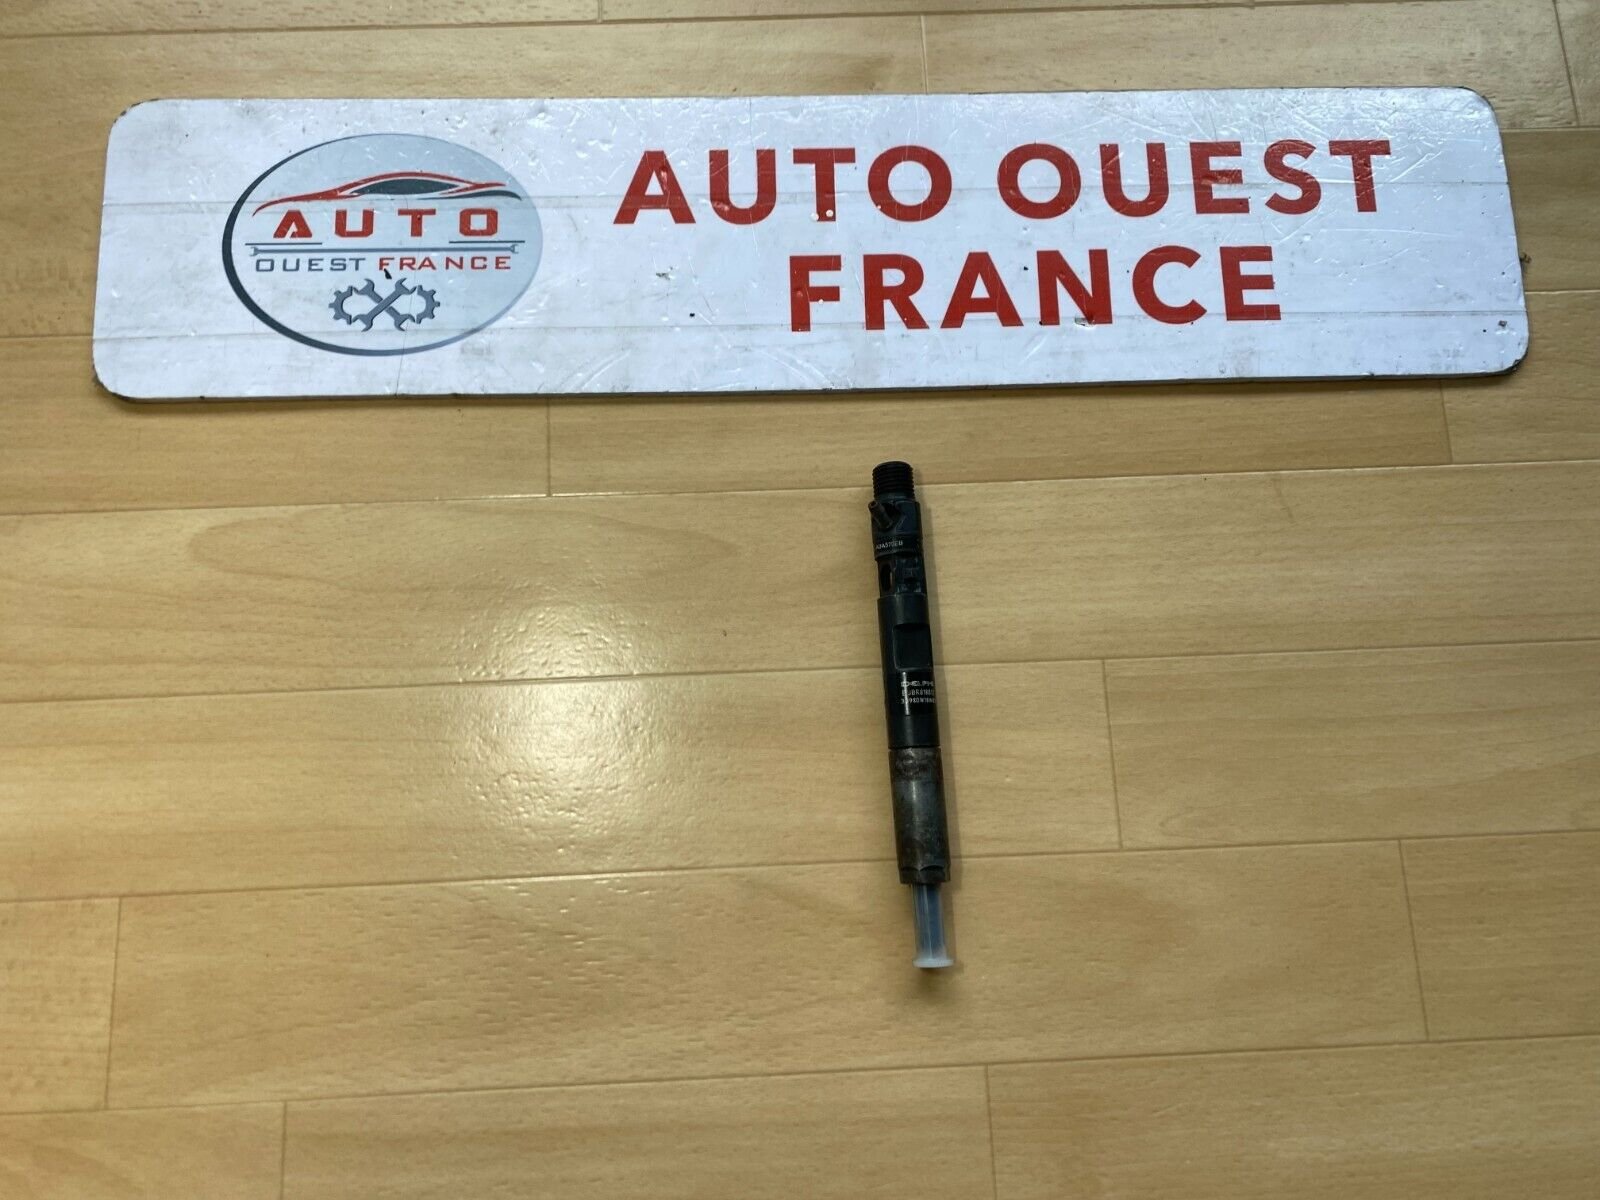 AUTO
OUEST FRANCE
AUTO OUEST
FRANCE
DELPHI